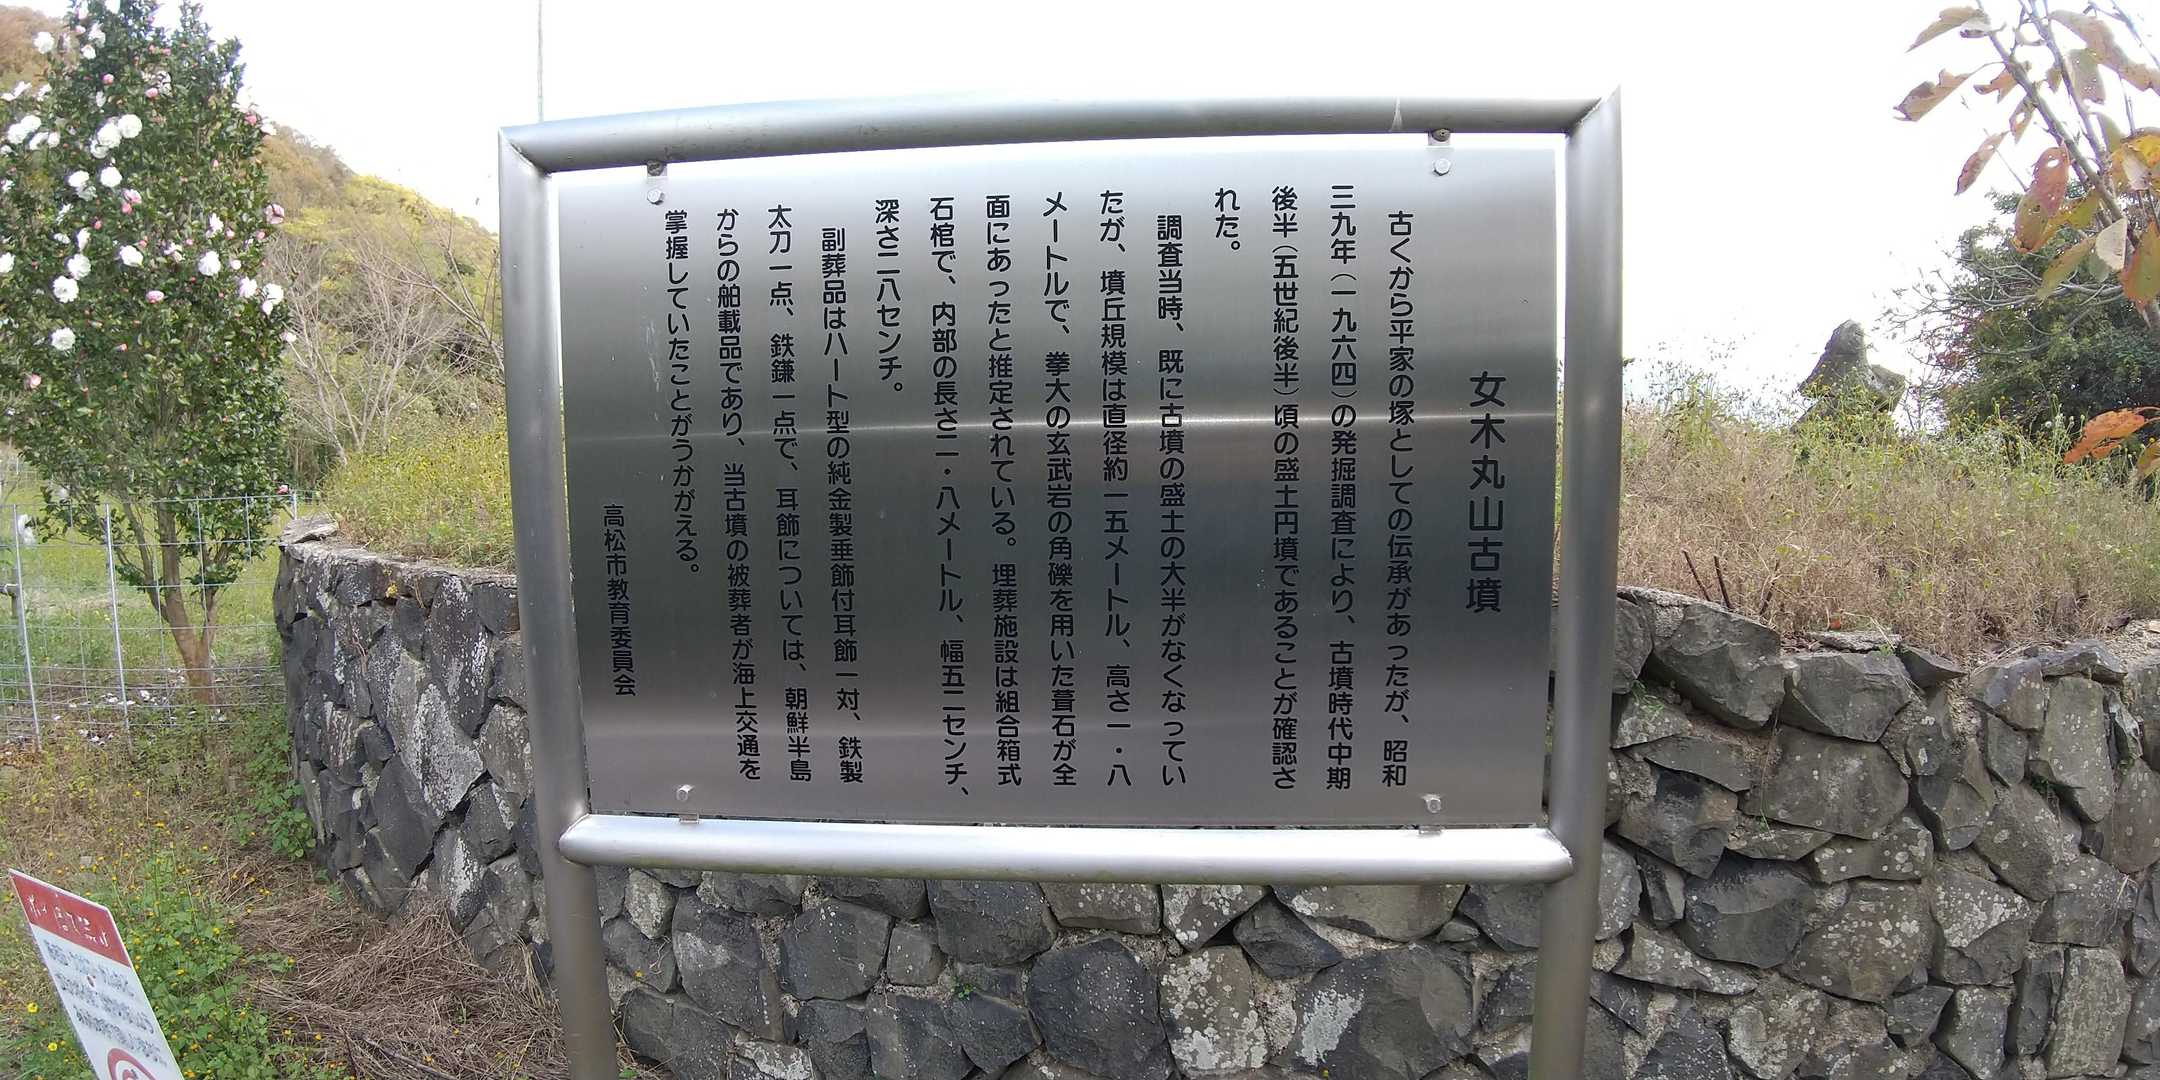 女木丸山古墳
古くから平家の塚としての伝承があったが、昭和
三九年（一九六四）の発掘調査により、古墳時代中期
後半（五世紀後半）頃の盛土円墳であることが確認さ
れた。
調査当時、既に古墳の盛土の大半がなくなってい
たが、墳丘規模は直径約一五メートル、高さ一・八
メートルで、拳大の玄武岩の角礫を用いた葺石が全
面にあったと推定されている。埋葬施設は組合箱式
石棺で、内部の長さ二・八メートル、幅五二センチ、
深さ二八センチ。
副葬品はハート型の純金製垂飾付耳飾一対、鉄製
太刀一点、鉄鎌一点で、耳飾については、朝鮮半島
からの舶載品であり、当古墳の被葬者が海上交通を
掌握していたことがうかがえる。
高松市教育委員会